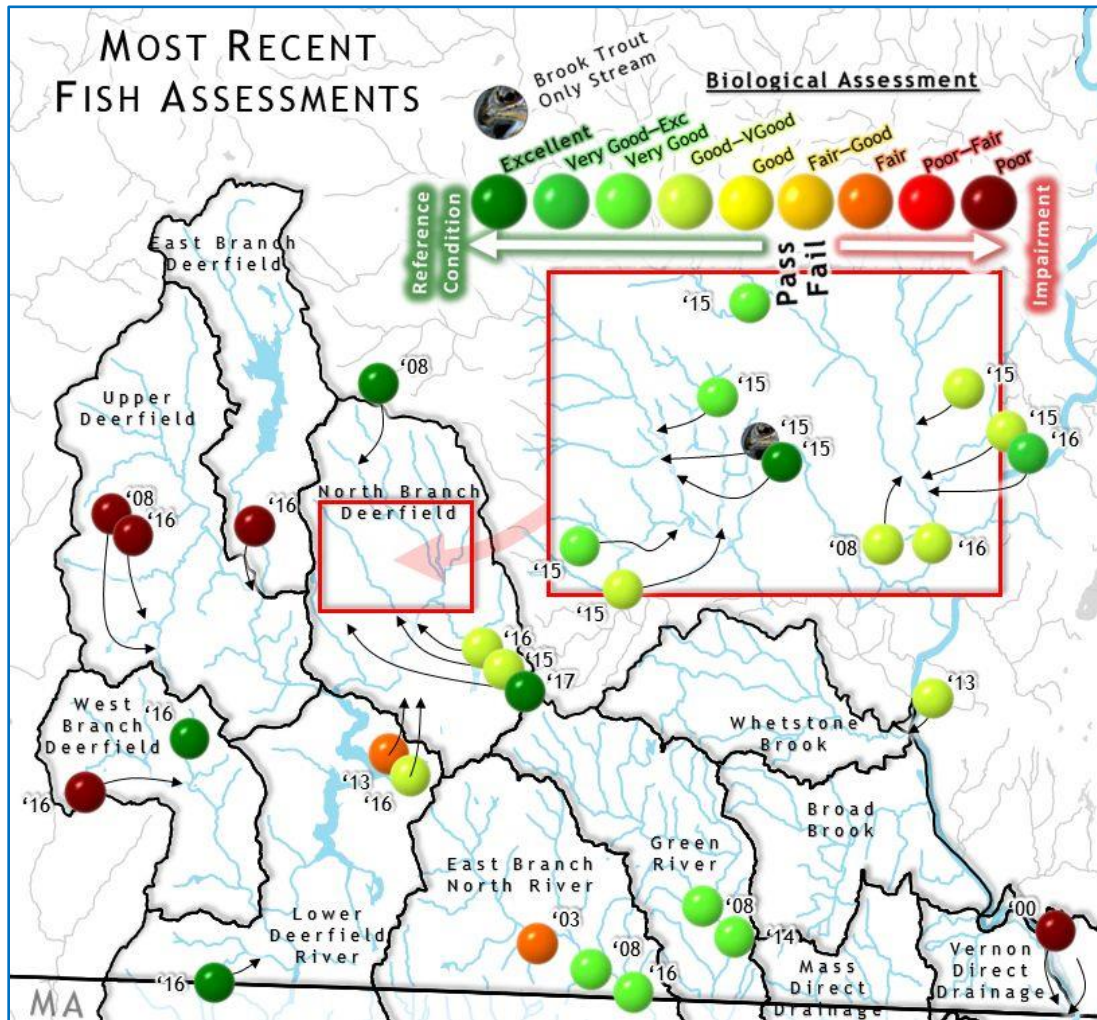 MOST RECENT
FISH ASSESSMENTS
Brook Trout
Only Stream
Biological Assessment
Excellent
Very Good–Exc
Very Good
Good–VGood
Good
Fair–Good
Fair
Poor–Fair
Poor
Reference
Condition
Pass
Fail
Impairment
East Branch
Deerfield
Upper
Deerfield
North Branch
Deerfield
West
Branch
Deerfield
Lower
Deerfield
River
East Branch
North River
Green
River
Whetstone
Brook
Broad
Brook
Mass
Direct
Drainage
Vernon
Direct
Drainage
MA
‘15
‘15
‘15
‘15
‘15
‘15
‘15
‘15
‘16
‘08
‘16
‘08
‘08
‘16
‘16
‘16
‘15
‘17
‘16
‘16
‘13
‘16
‘13
‘03
‘08
‘16
‘08
‘14
‘00
‘16